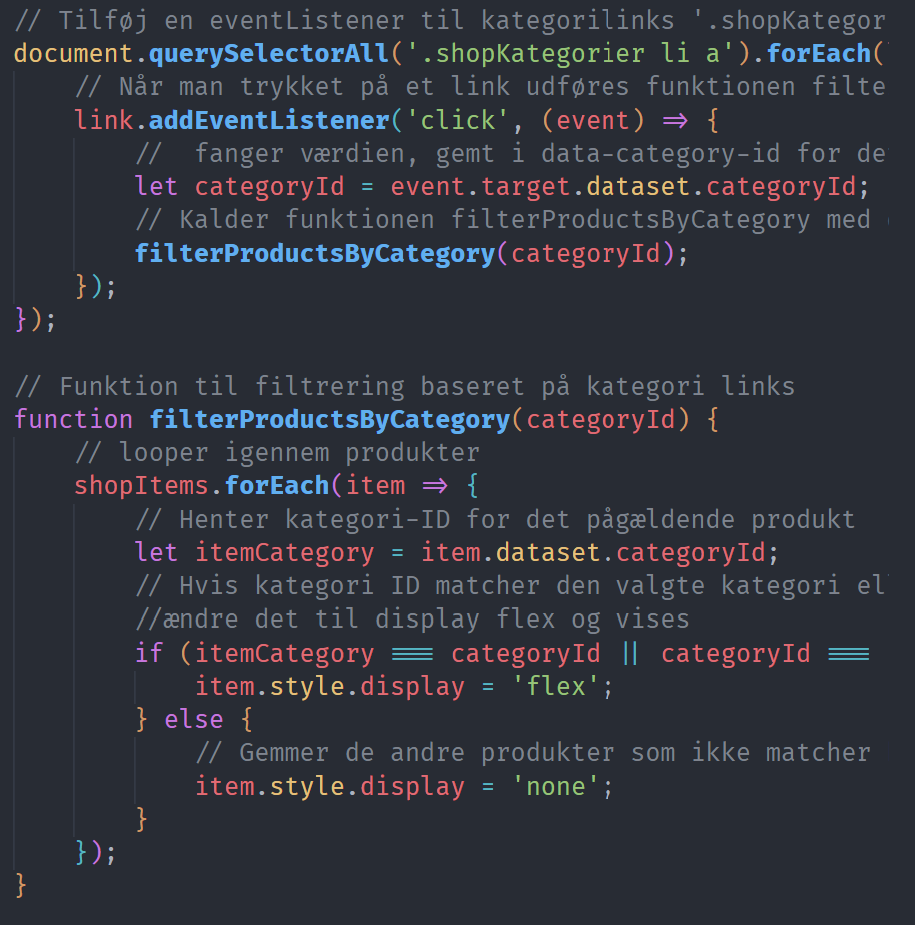 // Tilføj en eventListener til kategorilinks '.shopKategor
document.querySelectorAll('.shopKategorier li a').forEach(
// Når man trykket på et link udføres funktionen filte
link.addEventListener('click', (event) => {
//  fanger værdien, gemt i data-category-id for de
let categoryId = event.target.dataset.categoryId;
// Kalder funktionen filterProductsByCategory med
filterProductsByCategory(categoryId);
});
});
// Funktion til filtrering baseret på kategori links
function filterProductsByCategory(categoryId) {
// looper igennem produkter
shopItems.forEach(item => {
// Henter kategori-ID for det pågældende produkt
let itemCategory = item.dataset.categoryId;
// Hvis kategori ID matcher den valgte kategori el
//ændre det til display flex og vises
if (itemCategory === categoryId || categoryId ===
item.style.display = 'flex';
} else {
// Gemmer de andre produkter som ikke matcher
item.style.display = 'none';
}
});
}